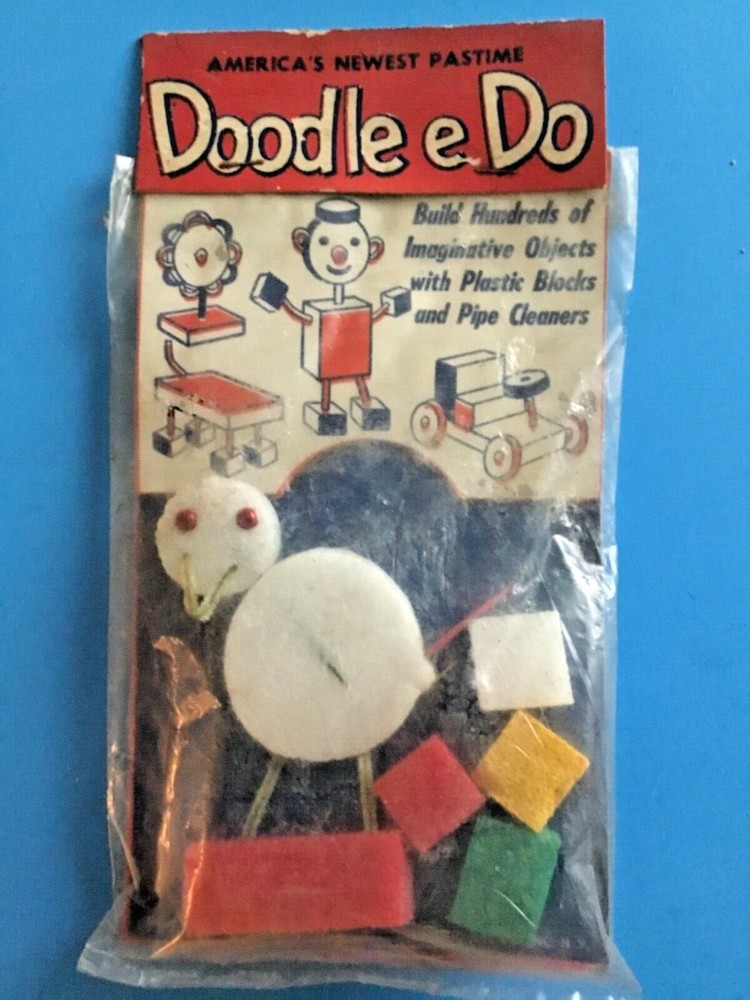 AMERICA'S NEWEST PASTIME
Doodle e Do
Build Hundreds of
Imaginative Objects
with Plastic Blocks
and Pipe Cleaners